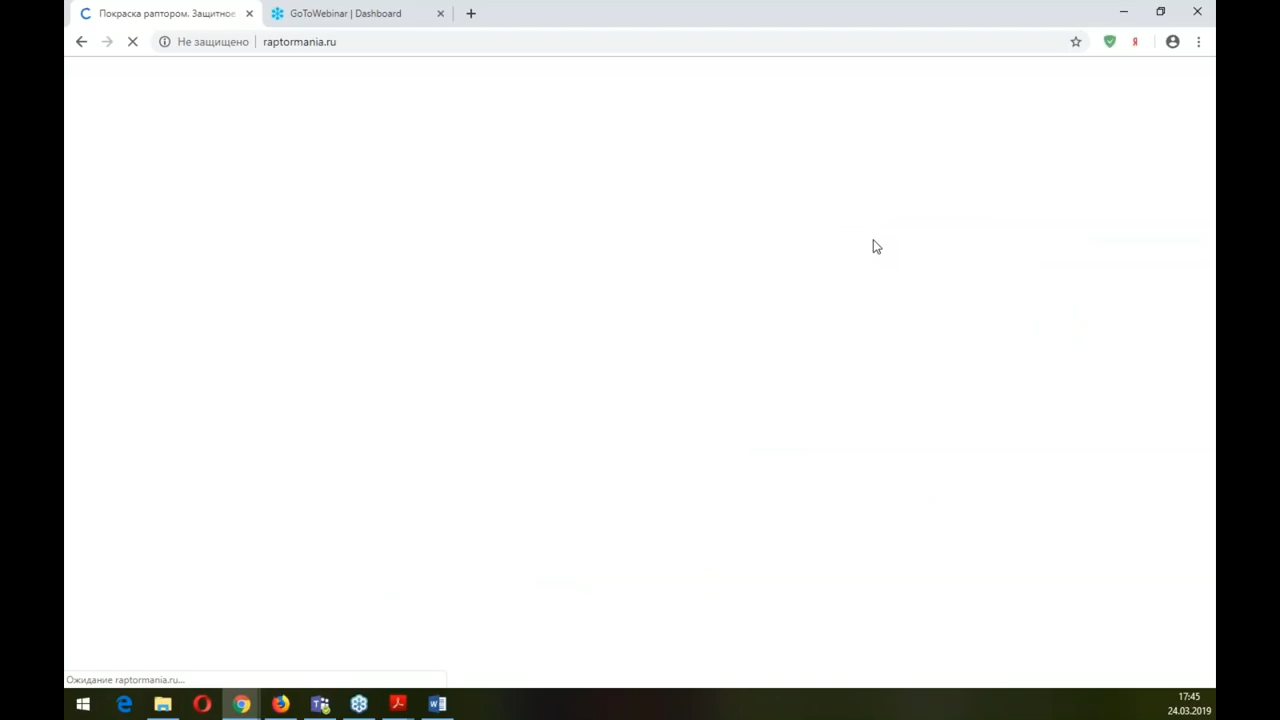 Покраска раптором. Защитное
GoToWebinar | Dashboard
Не защищено
raptormania.ru
Ожидание raptormania.ru...
17:45
24.03.2019